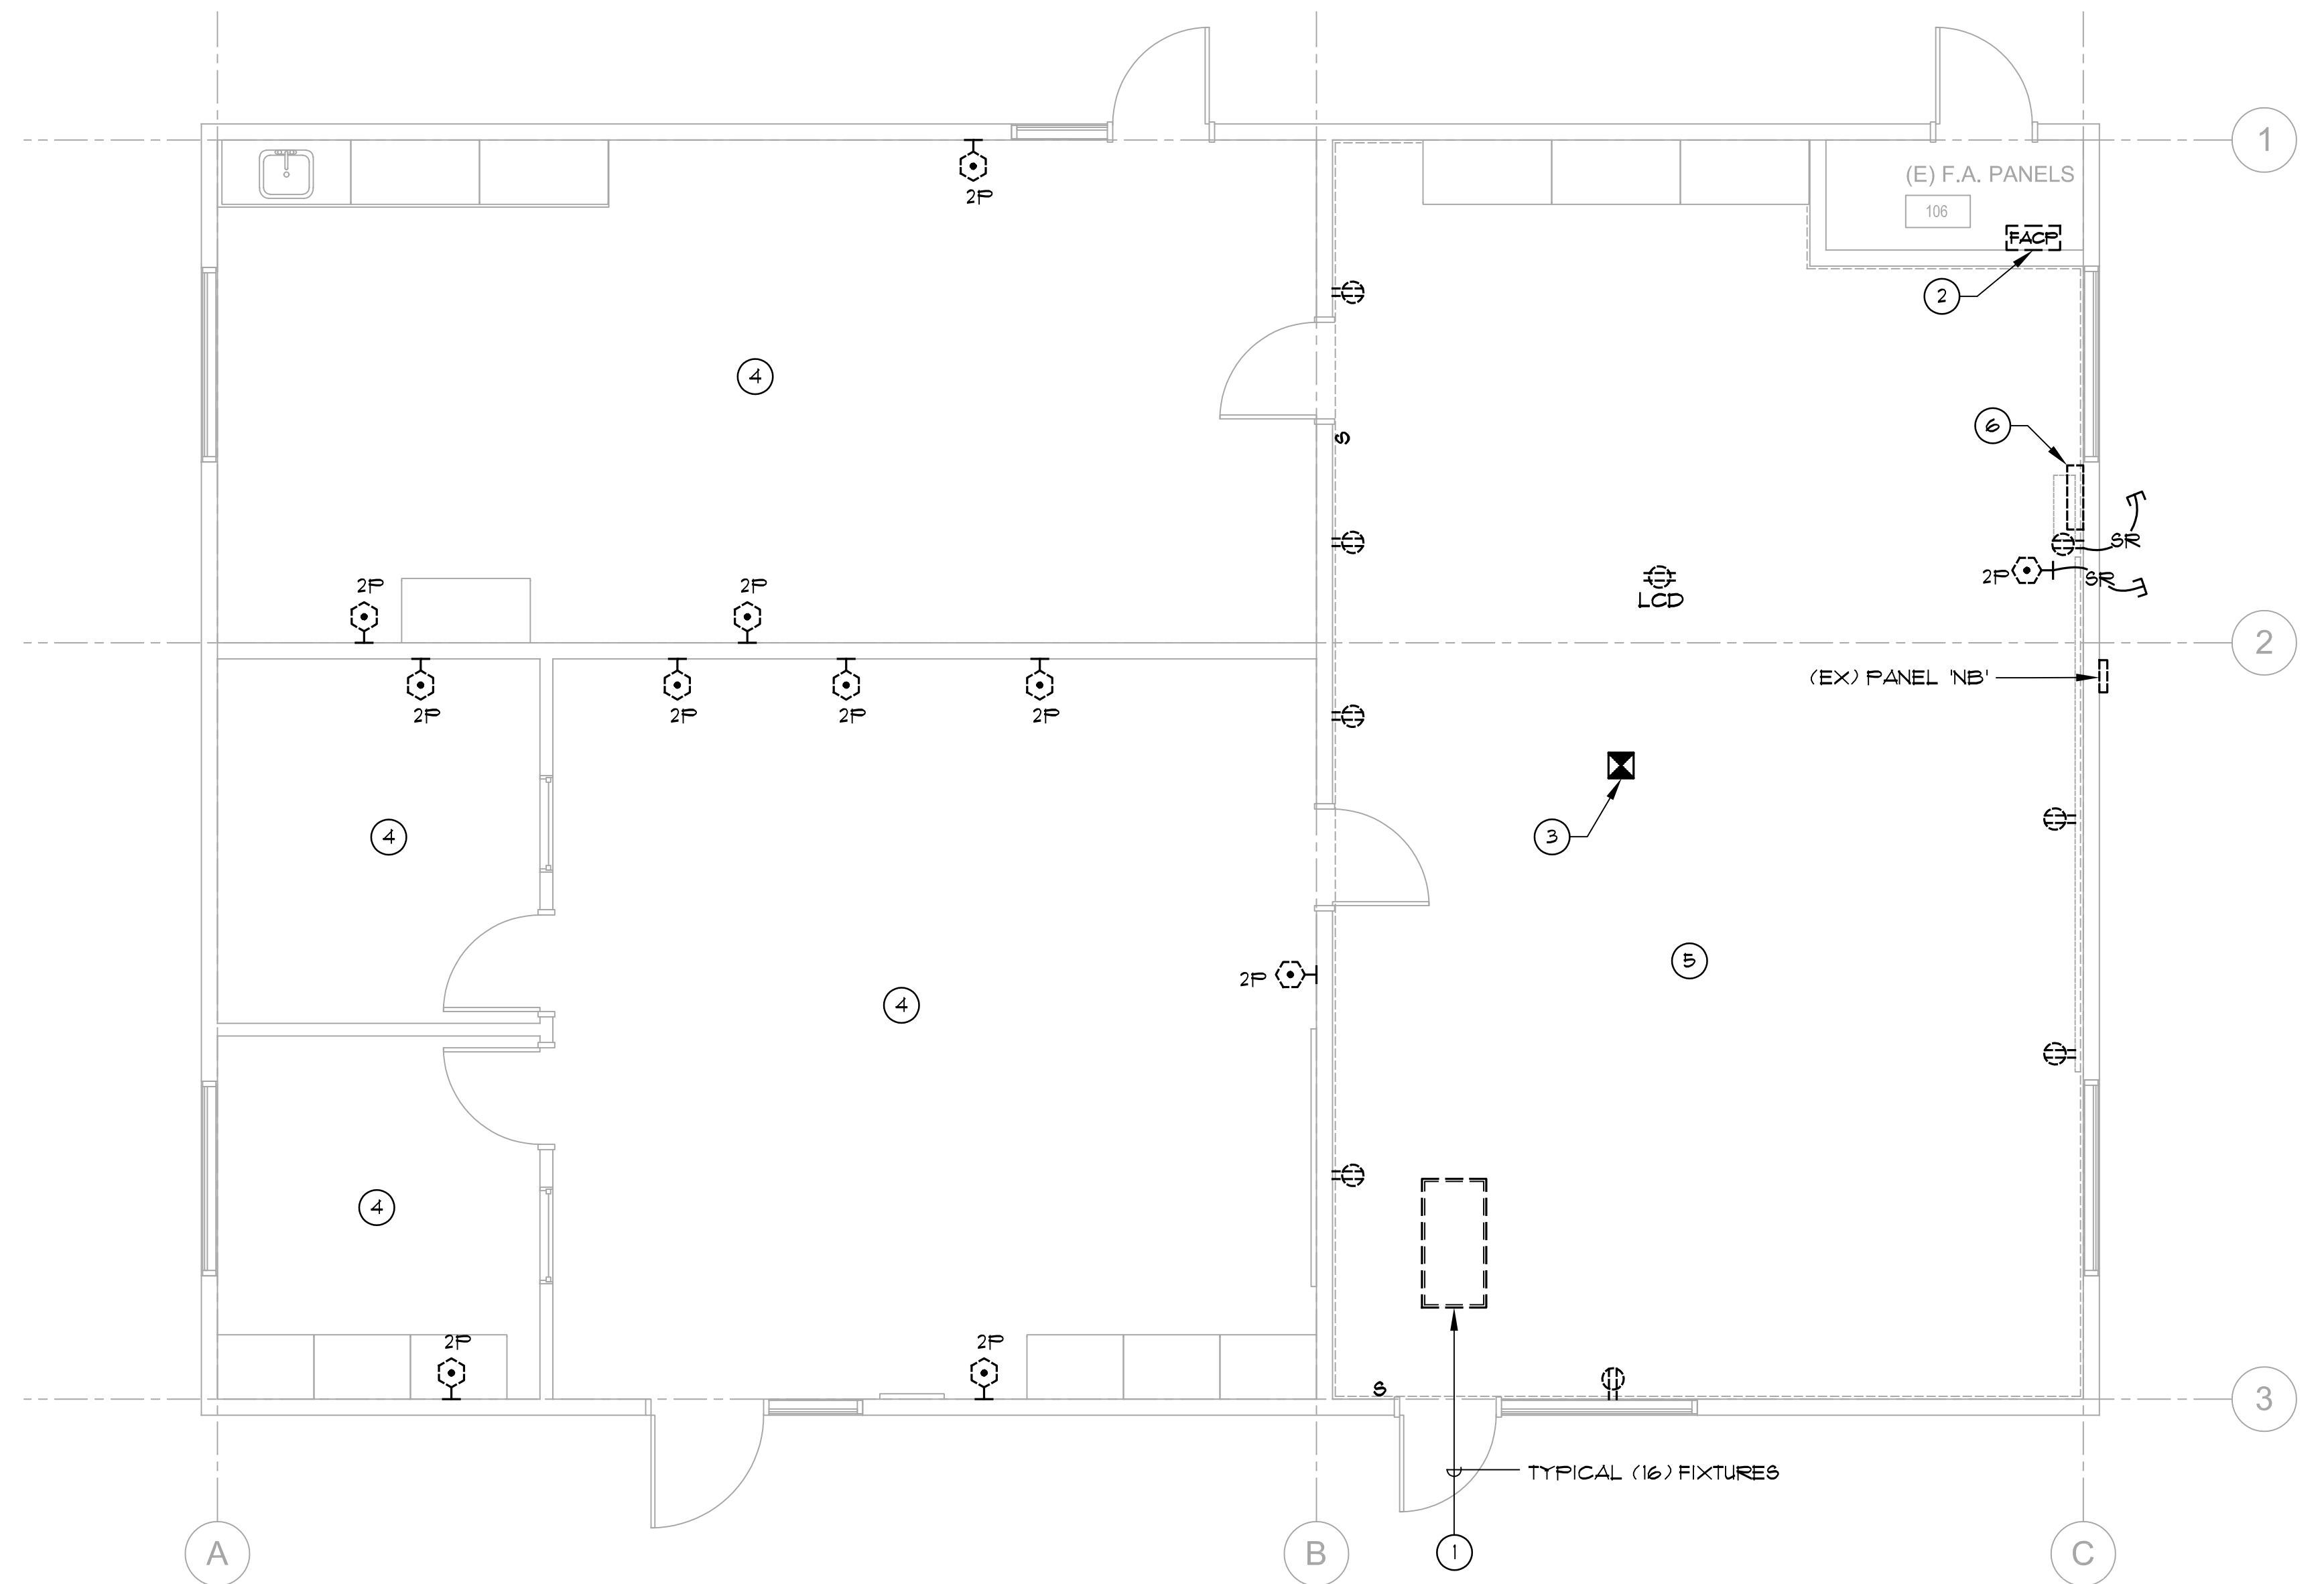 1
(E) F.A. PANELS
2P
106
FACP
2
4
6
S
SR
2P
2P
2P
SR
LCD
2
(EX) PANEL 'NB'
2P
2P
2P
2P
3
4
5
2P
4
4
2P
2P
S
3
TYPICAL (16) FIXTURES
A
B
1
C